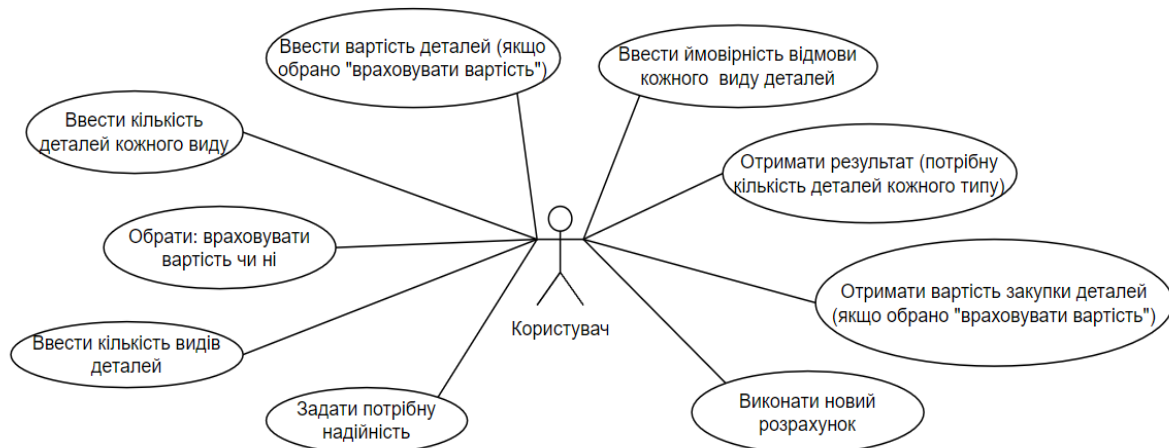 Ввести вартість деталей (якщо
обрано "враховувати вартість")
Ввести ймовірність відмови
кожного виду деталей
Ввести кількість
деталей кожного виду
Отримати результат (потрібну
кількість деталей кожного типу)
Обрати: враховувати
вартість чи ні
Отримати вартість закупки деталей
(якщо обрано "враховувати вартість")
Користувач
Ввести кількість видів
деталей
Задати потрібну
надійність
Виконати новий
розрахунок